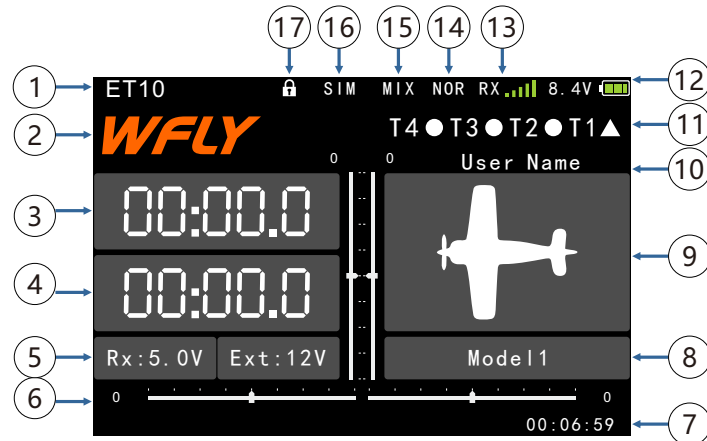 17 16 15 14 13
1 ET10 SIM MIX NOR RX 8.4V 12
2 WFLY T4 T3 T2 T1 11
0 0 User Name 10
3 00:00.0 9
4 00:00.0
5 Rx:5.0V Ext:12V Model1 8
6 0 0
00:06:59 7